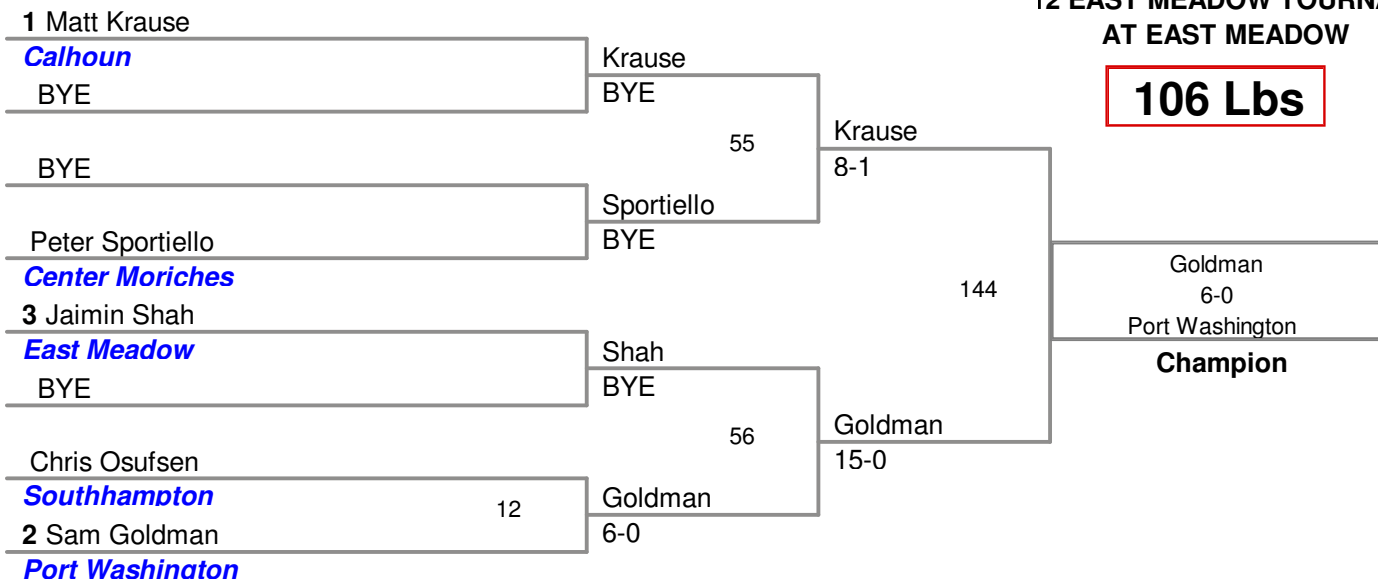 12 EAST MEADOW TOURNA
AT EAST MEADOW
106 Lbs
1 Matt Krause
Calhoun
BYE
Krause
BYE
BYE
55
Krause
8-1
Sportiello
BYE
Peter Sportiello
Center Moriches
3 Jaimin Shah
East Meadow
BYE
Shah
BYE
144
Goldman
6-0
Port Washington
Champion
56
Goldman
15-0
Chris Osufsen
Southhampton
12
Goldman
6-0
2 Sam Goldman
Port Washington